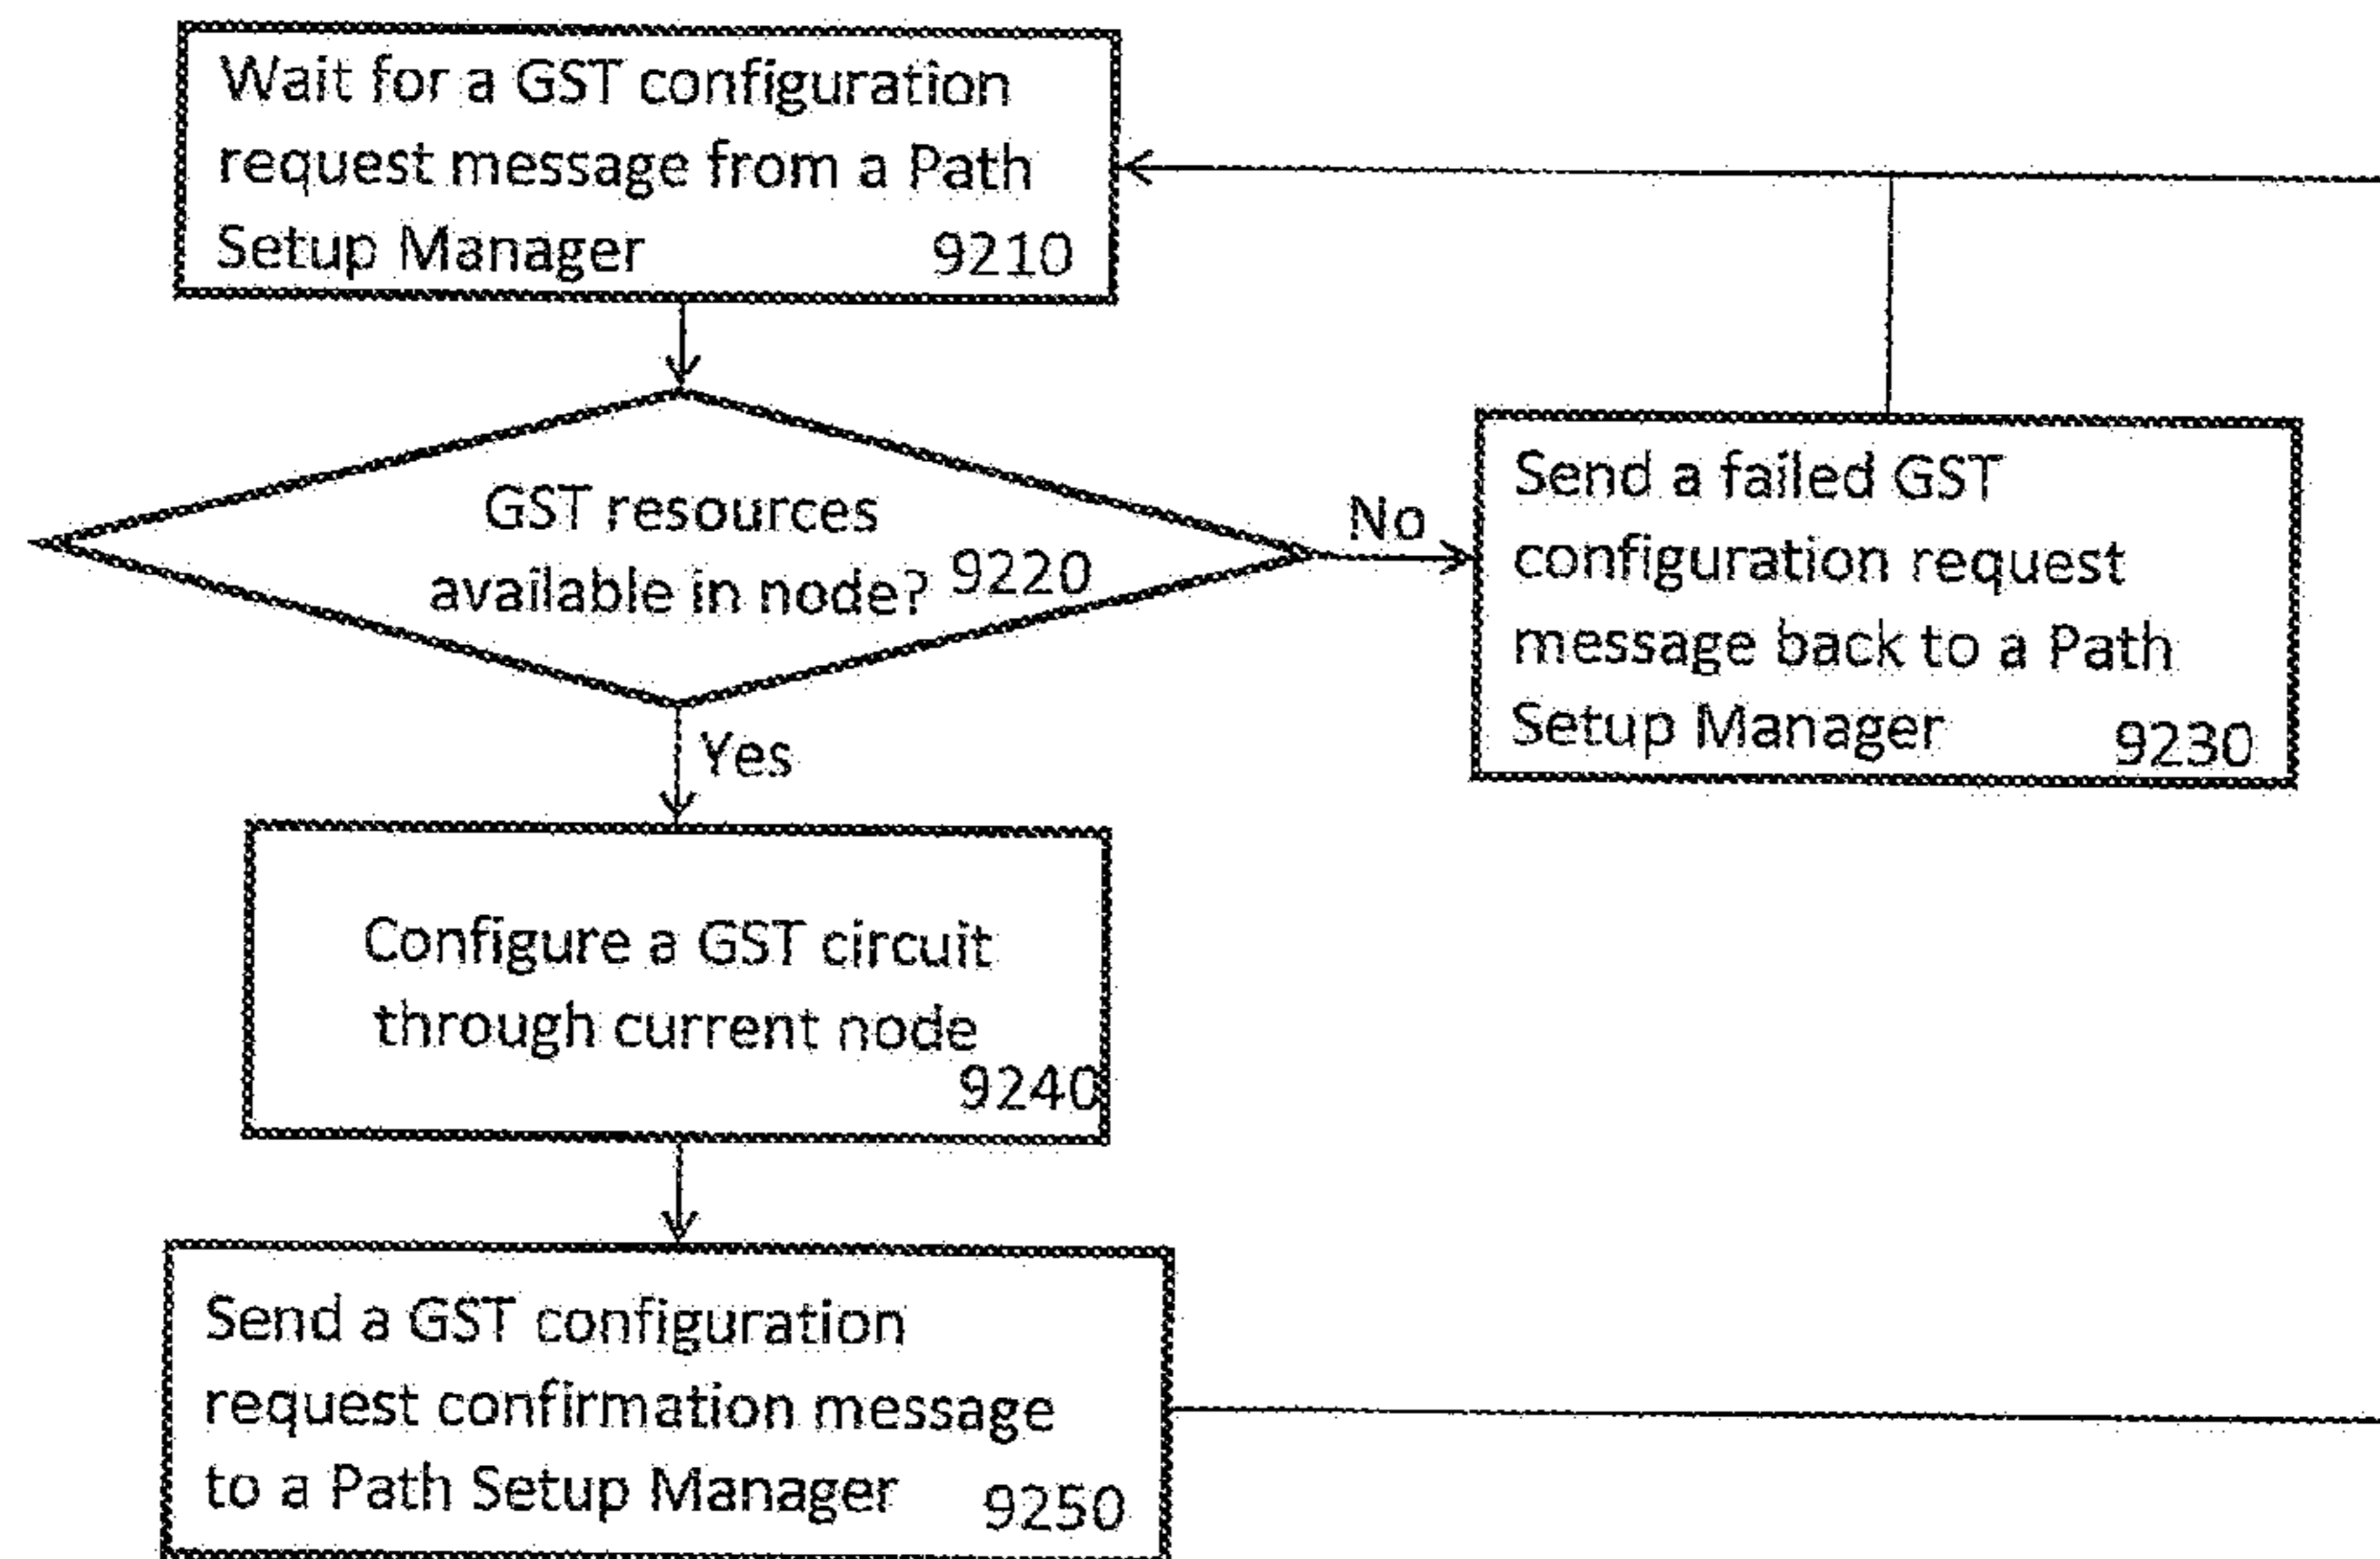 Wait for a GST configuration
request message from a Path
Setup Manager 9210
GST resources
available in node? 9220
No
Send a failed GST
configuration request
message back to a Path
Setup Manager 9230
Yes
Configure a GST circuit
through current node
9240
Send a GST configuration
request confirmation message
to a Path Setup Manager 9250